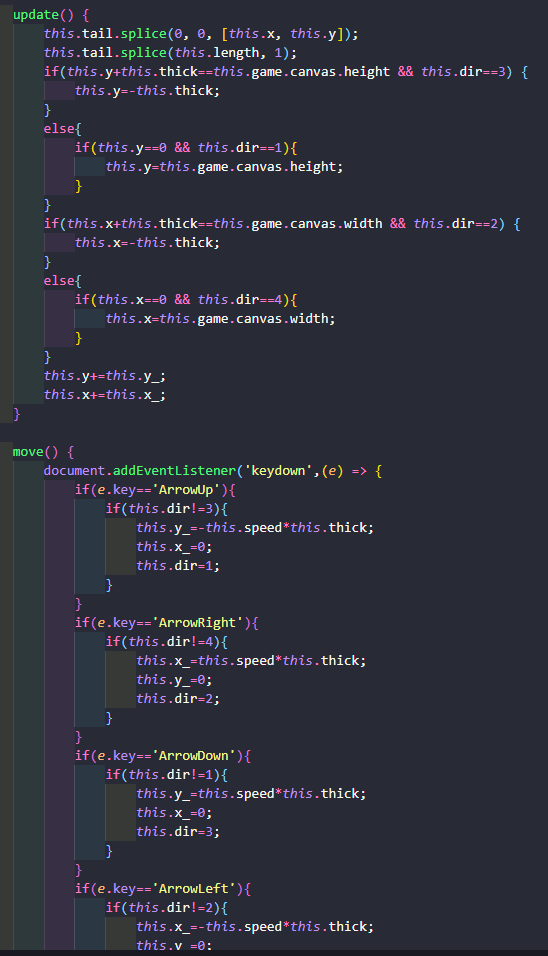 update() {
this.tail.splice(0, 0, [this.x, this.y]);
this.tail.splice(this.length, 1);
if(this.y+this.thick==this.game.canvas.height && this.dir==3) {
this.y=-this.thick;
}
else{
if(this.y==0 && this.dir==1){
this.y=this.game.canvas.height;
}
}
if(this.x+this.thick==this.game.canvas.width && this.dir==2) {
this.x=-this.thick;
}
else{
if(this.x==0 && this.dir==4){
this.x=this.game.canvas.width;
}
}
this.y+=this.y_;
this.x+=this.x_;
}
move() {
document.addEventListener('keydown',(e) => {
if(e.key=='ArrowUp'){
if(this.dir!=3){
this.y_=-this.speed*this.thick;
this.x_=0;
this.dir=1;
}
}
if(e.key=='ArrowRight'){
if(this.dir!=4){
this.x_=this.speed*this.thick;
this.y_=0;
this.dir=2;
}
}
if(e.key=='ArrowDown'){
if(this.dir!=1){
this.y_=this.speed*this.thick;
this.x_=0;
this.dir=3;
}
}
if(e.key=='ArrowLeft'){
if(this.dir!=2){
this.x_=-this.speed*this.thick;
this.y_=0;